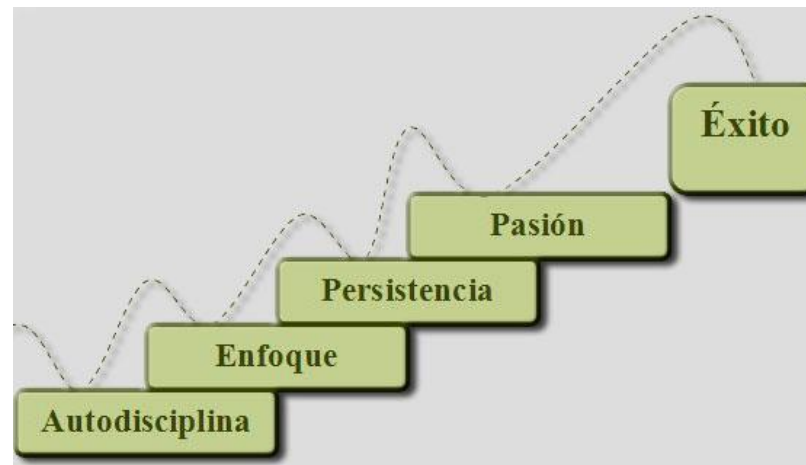 Éxito
Pasión
Persistencia
Enfoque
Autodisciplina